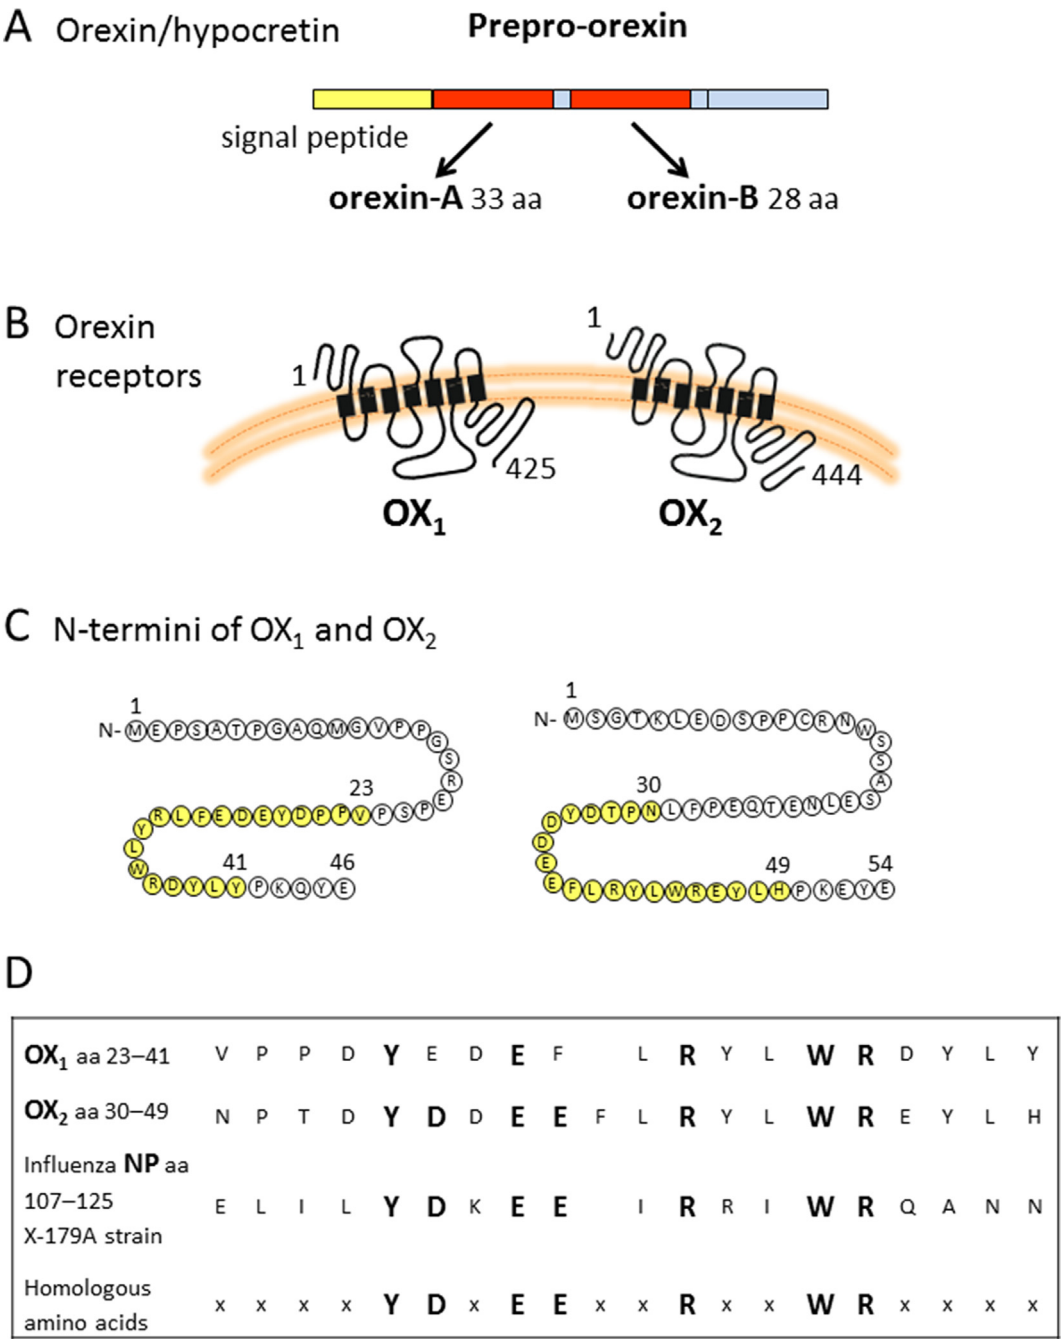 A Orexin/hypocretin
Prepro-orexin
signal peptide
orexin-A 33 aa
orexin-B 28 aa
B Orexin
receptors
1
425
OX₁
1
444
OX₂
C N-termini of OX₁ and OX₂
1
N- M E P S A T P G A Q M G V P P G
S
R
23
R L F E D E Y D P P V P S P E
Y
L
W
41 46
R D Y L Y P K Q Y E
1
N- M S G T K L E D S P P C R N W
S
S
A
30
D Y D T P N L F P E Q T E N L E S
D
E
49 54
E F L R Y L W R E Y L H P K E Y E
D
OX₁ aa 23–41 V P P D Y E D E F L R Y L W R D Y L Y
OX₂ aa 30–49 N P T D Y D D E E F L R Y L W R E Y L H
Influenza NP aa
107–125 E L I L Y D K E E I R R I W R Q A N N
X-179A strain
Homologous
amino acids x x x x Y D x E E x x R x x W R x x x x